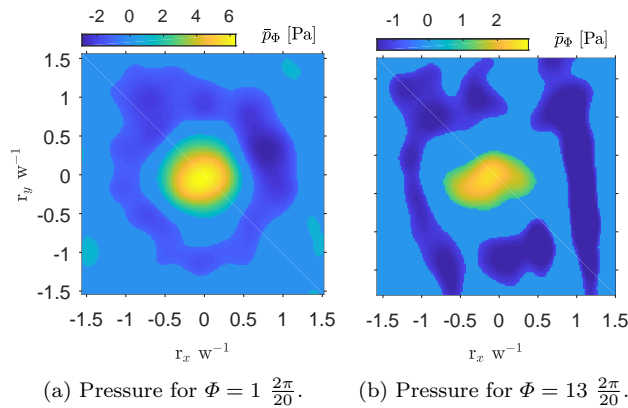 -2 0 2 4 6 p̄_Φ [Pa]
-1 0 1 2 p̄_Φ [Pa]
1.5
1
0.5
0
-0.5
-1
-1.5
r_y w⁻¹
-1.5 -1 -0.5 0 0.5 1 1.5
-1.5 -1 -0.5 0 0.5 1 1.5
r_x w⁻¹
r_x w⁻¹
(a) Pressure for Φ = 1 2π/20.
(b) Pressure for Φ = 13 2π/20.